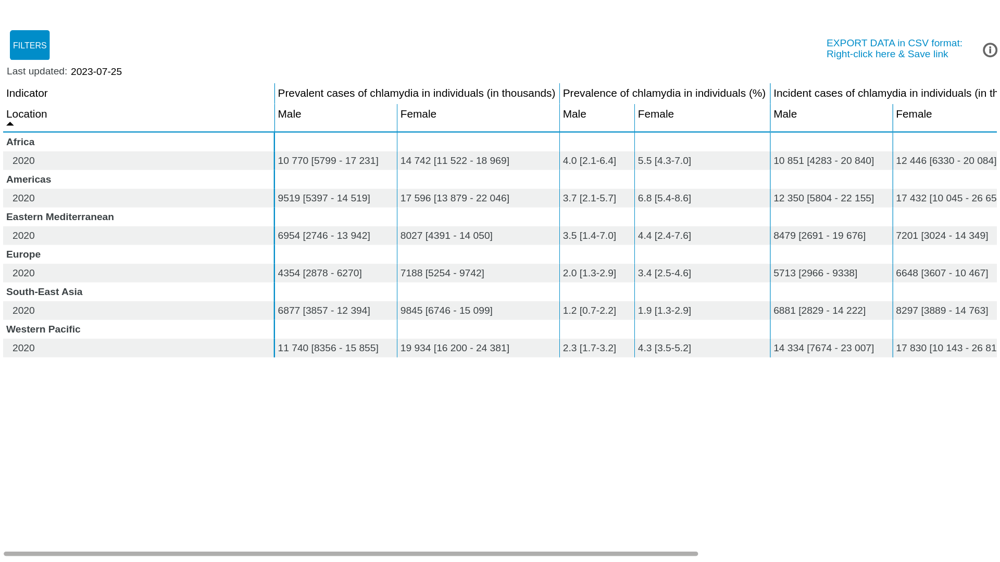 FILTERS
EXPORT DATA in CSV format:
Right-click here & Save link
Last updated: 2023-07-25
Indicator Prevalent cases of chlamydia in individuals (in thousands) Prevalence of chlamydia in individuals (%) Incident cases of chlamydia in individuals (in th
Location Male Female Male Female Male Female
Africa
2020 10 770 [5799 - 17 231] 14 742 [11 522 - 18 969] 4.0 [2.1-6.4] 5.5 [4.3-7.0] 10 851 [4283 - 20 840] 12 446 [6330 - 20 084]
Americas
2020 9519 [5397 - 14 519] 17 596 [13 879 - 22 046] 3.7 [2.1-5.7] 6.8 [5.4-8.6] 12 350 [5804 - 22 155] 17 432 [10 045 - 26 65
Eastern Mediterranean
2020 6954 [2746 - 13 942] 8027 [4391 - 14 050] 3.5 [1.4-7.0] 4.4 [2.4-7.6] 8479 [2691 - 19 676] 7201 [3024 - 14 349]
Europe
2020 4354 [2878 - 6270] 7188 [5254 - 9742] 2.0 [1.3-2.9] 3.4 [2.5-4.6] 5713 [2966 - 9338] 6648 [3607 - 10 467]
South-East Asia
2020 6877 [3857 - 12 394] 9845 [6746 - 15 099] 1.2 [0.7-2.2] 1.9 [1.3-2.9] 6881 [2829 - 14 222] 8297 [3889 - 14 763]
Western Pacific
2020 11 740 [8356 - 15 855] 19 934 [16 200 - 24 381] 2.3 [1.7-3.2] 4.3 [3.5-5.2] 14 334 [7674 - 23 007] 17 830 [10 143 - 26 81